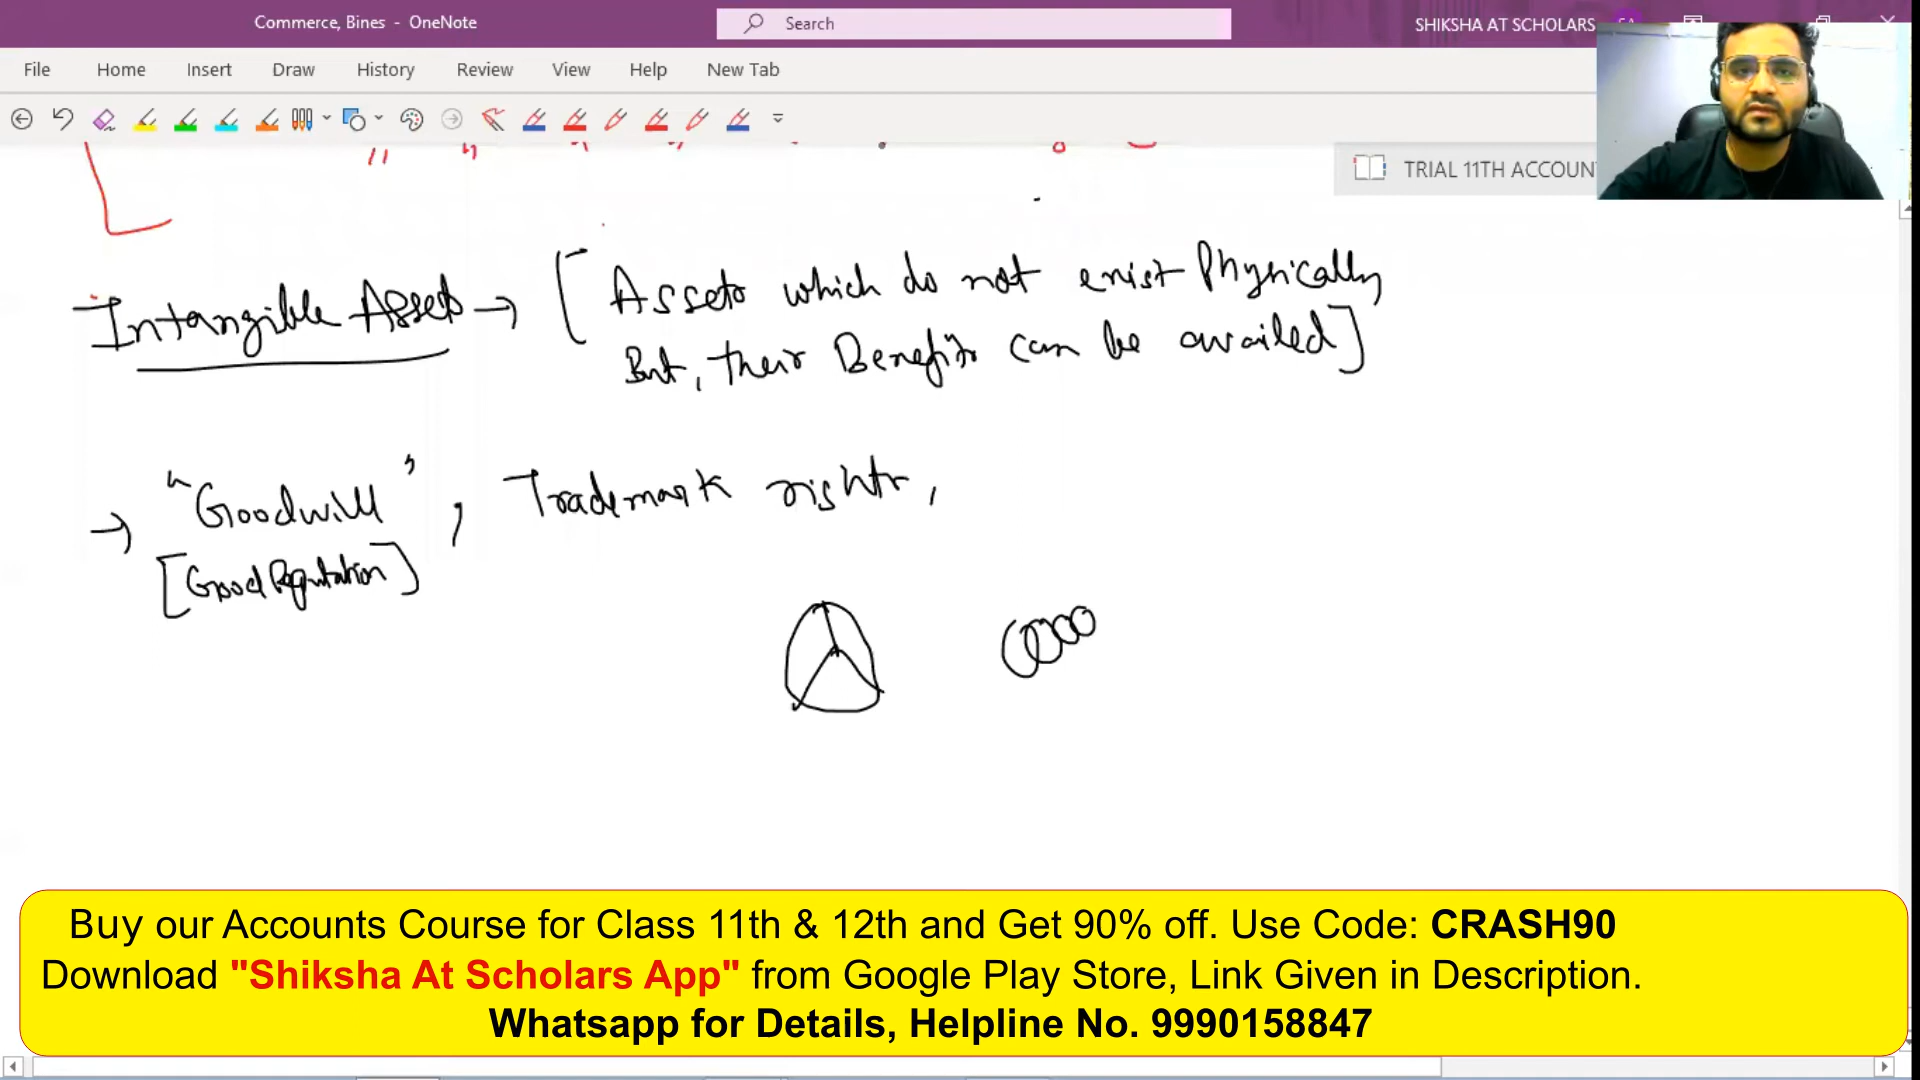 Commerce, Bines - OneNote
Search
SHIKSHA AT SCHOLARS
File Home Insert Draw History Review View Help New Tab
TRIAL 11TH ACCOUN
Intangible Assets → [ Assets which do not exist Physically
But, their Benefits can be availed ]
→ "Goodwill", Trademark rights,
[Good Reputation]
Buy our Accounts Course for Class 11th & 12th and Get 90% off. Use Code: CRASH90
Download "Shiksha At Scholars App" from Google Play Store, Link Given in Description.
Whatsapp for Details, Helpline No. 9990158847